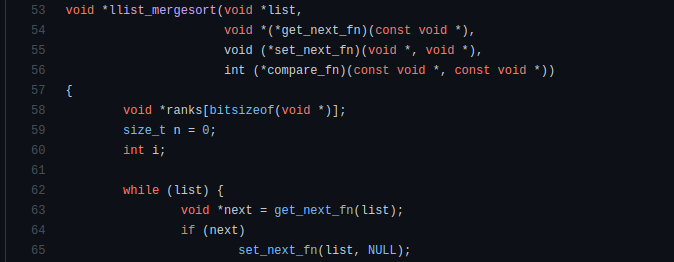 53 void *llist_mergesort(void *list,
54                       void *(*get_next_fn)(const void *),
55                       void (*set_next_fn)(void *, void *),
56                       int (*compare_fn)(const void *, const void *))
57 {
58         void *ranks[bitsizeof(void *)];
59         size_t n = 0;
60         int i;
61
62         while (list) {
63                 void *next = get_next_fn(list);
64                 if (next)
65                         set_next_fn(list, NULL);